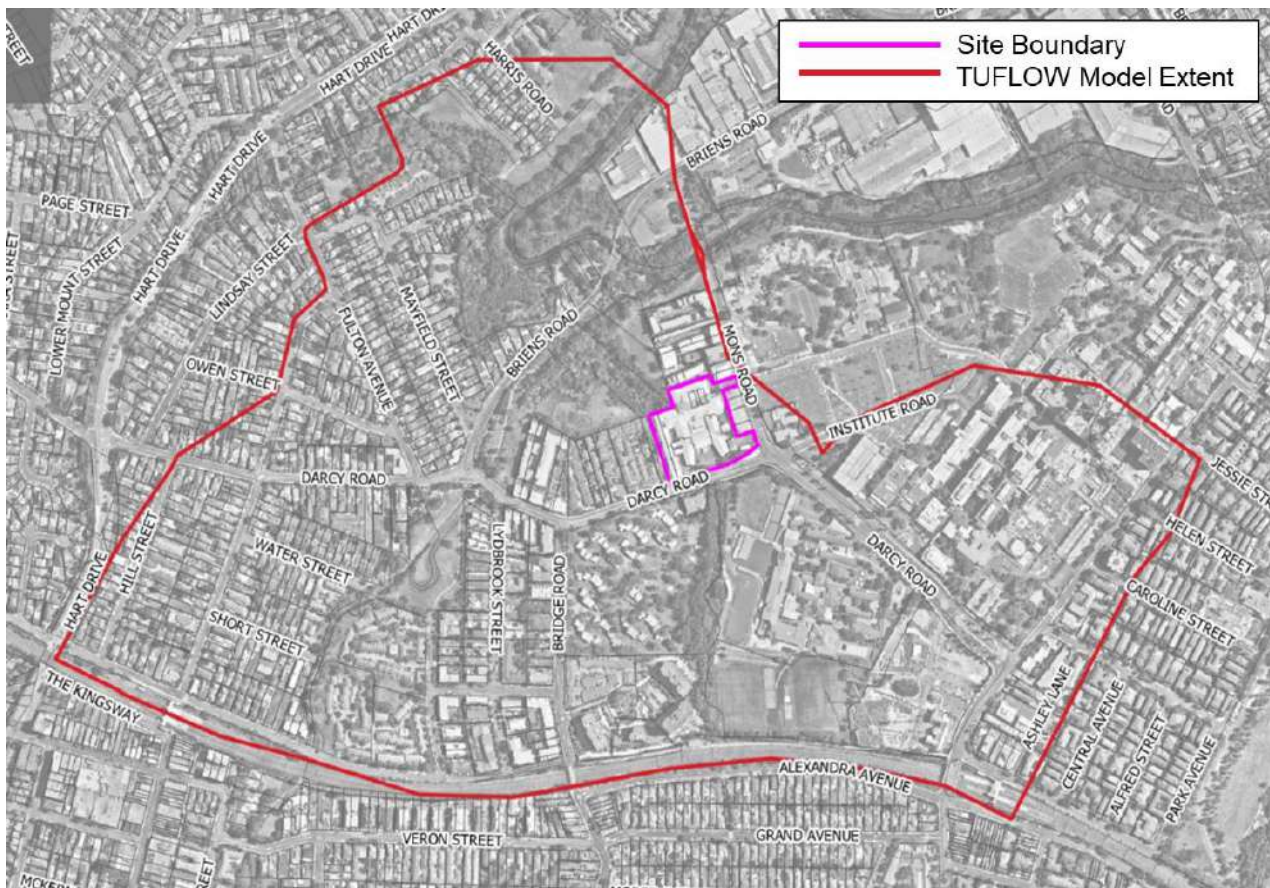 Site Boundary
TUFLOW Model Extent
HART DRIVE
HART DRIVE
HARRIS ROAD
BRIENS ROAD
PAGE STREET
HART DRIVE
LOWER MOUNT STREET
HART DRIVE
LINDSAY STREET
MAYFIELD STREET
FULTON AVENUE
BRIENS ROAD
OWEN STREET
MONS ROAD
INSTITUTE ROAD
DARCY ROAD
DARCY ROAD
JESSIE STR
HELEN STREET
DARCY ROAD
CAROLINE STREET
WATER STREET
LYDBROOK STREET
BRIDGE ROAD
HART DRIVE
HILL STREET
SHORT STREET
THE KINGSWAY
ASHLEY LANE
CENTRAL AVENUE
ALFRED STREET
PARK AVENUE
ALEXANDRA AVENUE
VERON STREET
GRAND AVENUE